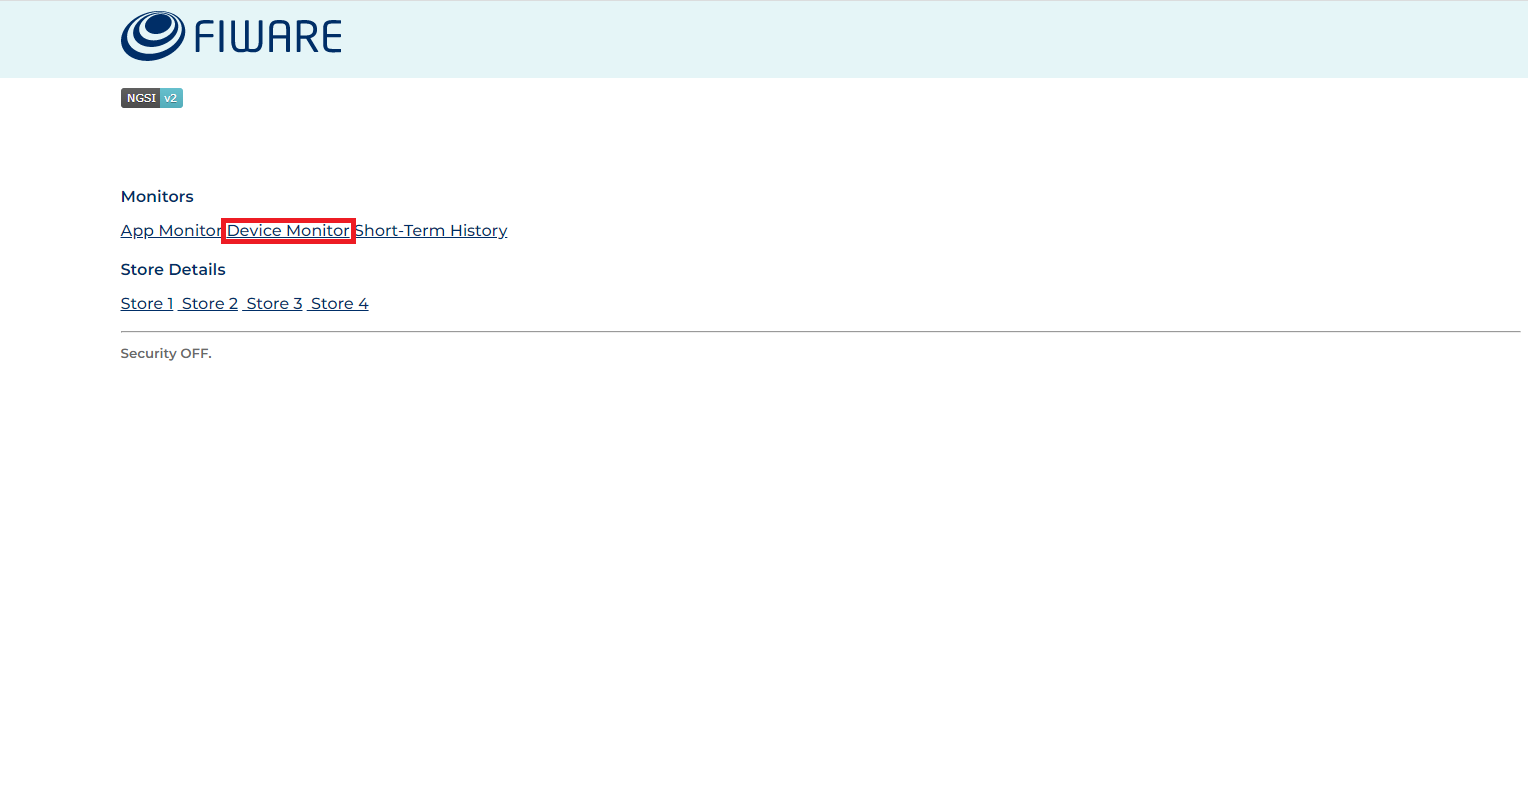 FIWARE
NGSI v2
Monitors
App Monitor Device Monitor Short-Term History
Store Details
Store 1 Store 2 Store 3 Store 4
Security OFF.